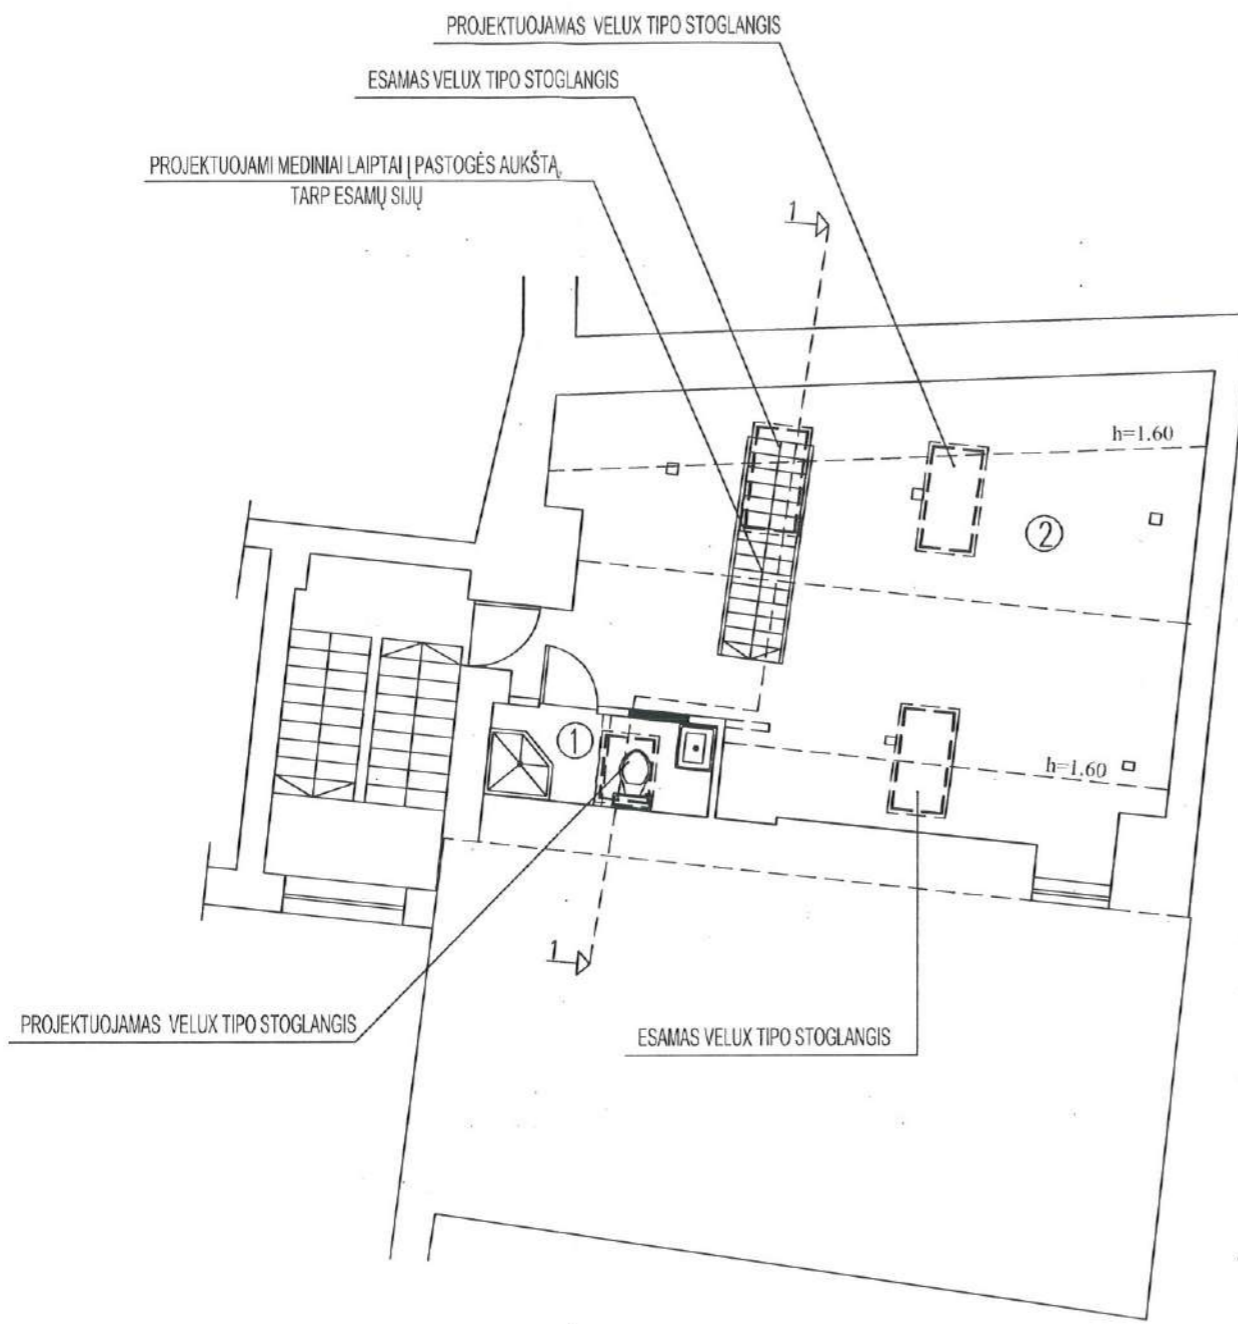 PROJEKTUOJAMAS VELUX TIPO STOGLANGIS
ESAMAS VELUX TIPO STOGLANGIS
PROJEKTUOJAMI MEDINIAI LAIPTAI Į PASTOGĖS AUKŠTĄ,
TARP ESAMŲ SIJŲ
1
h=1.60
2
1
h=1.60
1
PROJEKTUOJAMAS VELUX TIPO STOGLANGIS
ESAMAS VELUX TIPO STOGLANGIS